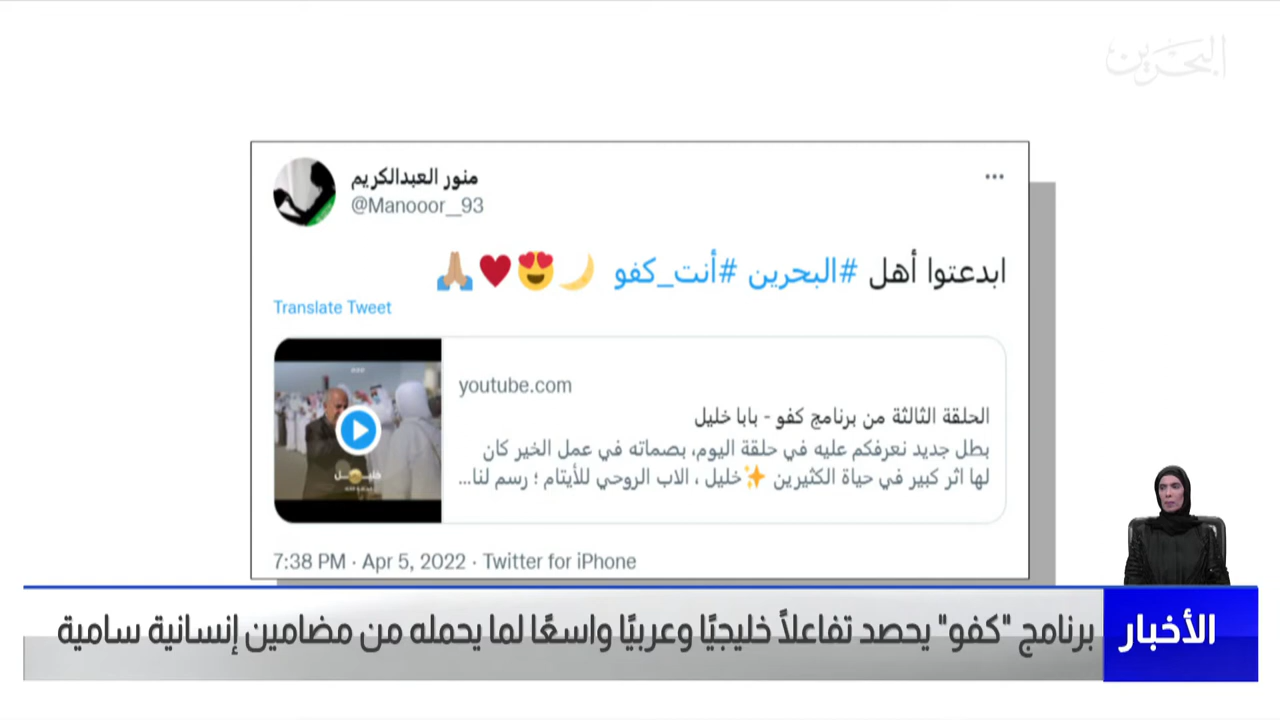 البحرين
منور العبدالكريم
@Manooor__93
ابدعتوا أهل #البحرين #أنت_كفو 🌙😍♥️🙏🏼
Translate Tweet
youtube.com
الحلقة الثالثة من برنامج كفو - بابا خليل
بطل جديد نعرفكم عليه في حلقة اليوم، بصماته في عمل الخير كان
لها اثر كبير في حياة الكثيرين ✨خليل ، الاب الروحي للأيتام ؛ رسم لنا...
خليل
7:38 PM · Apr 5, 2022 · Twitter for iPhone
الأخبار
برنامج "كفو" يحصد تفاعلاً خليجيًا وعربيًا واسعًا لما يحمله من مضامين إنسانية سامية